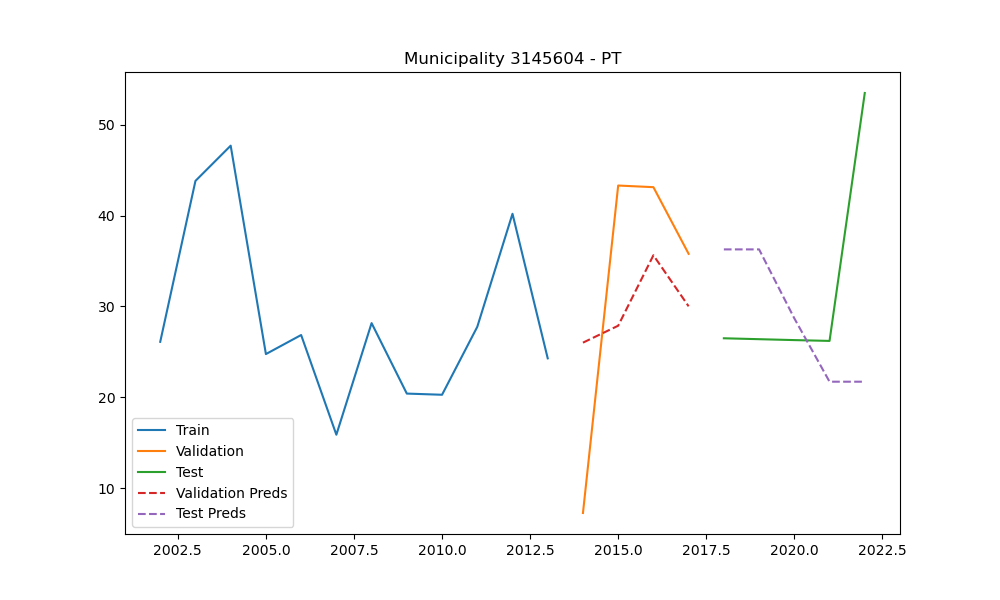 Municipality 3145604 - PT
50
40
30
20
10
Train
Validation
Test
Validation Preds
Test Preds
2002.5 2005.0 2007.5 2010.0 2012.5 2015.0 2017.5 2020.0 2022.5